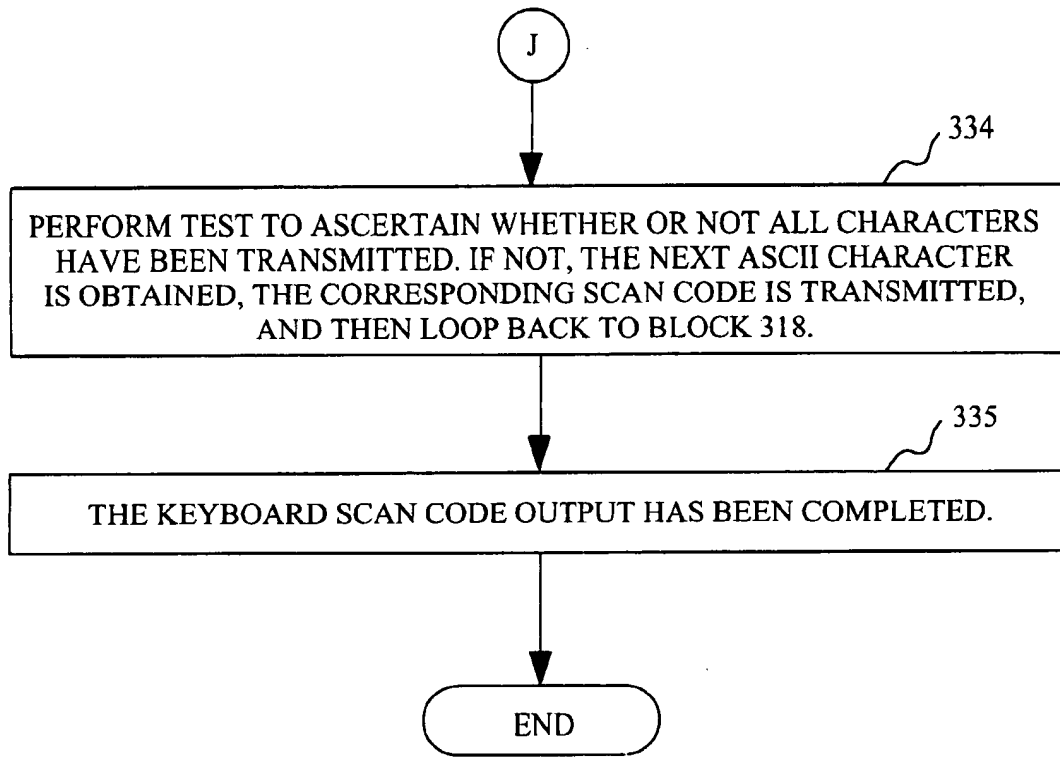 J
334
PERFORM TEST TO ASCERTAIN WHETHER OR NOT ALL CHARACTERS
HAVE BEEN TRANSMITTED. IF NOT, THE NEXT ASCII CHARACTER
IS OBTAINED, THE CORRESPONDING SCAN CODE IS TRANSMITTED,
AND THEN LOOP BACK TO BLOCK 318.
335
THE KEYBOARD SCAN CODE OUTPUT HAS BEEN COMPLETED.
END